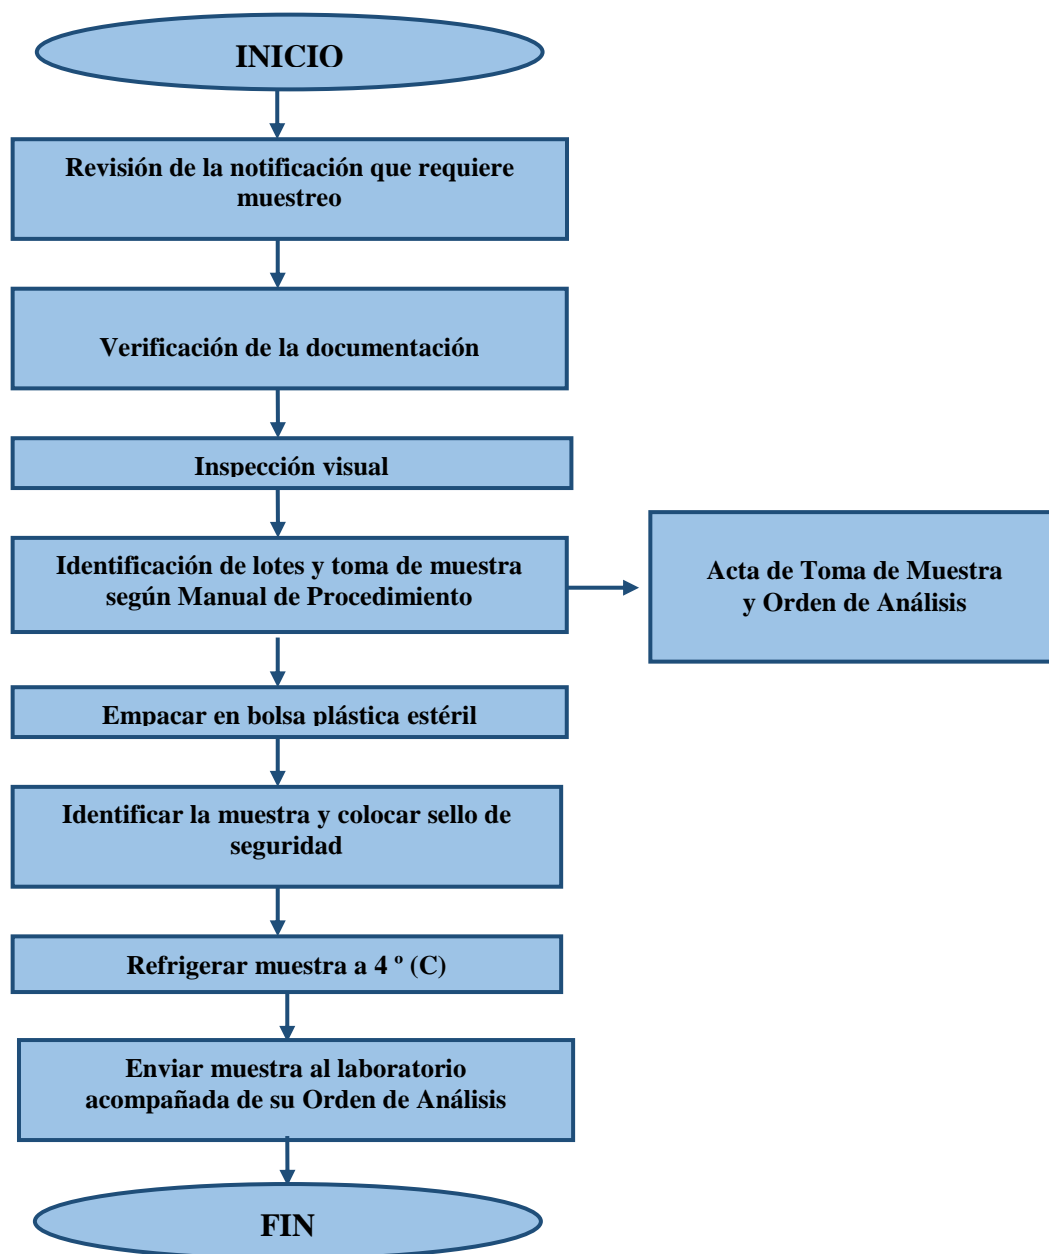 INICIO
Revisión de la notificación que requiere
muestreo
Verificación de la documentación
Inspección visual
Identificación de lotes y toma de muestra
según Manual de Procedimiento
Acta de Toma de Muestra
y Orden de Análisis
Empacar en bolsa plástica estéril
Identificar la muestra y colocar sello de
seguridad
Refrigerar muestra a 4 º (C)
Enviar muestra al laboratorio
acompañada de su Orden de Análisis
FIN